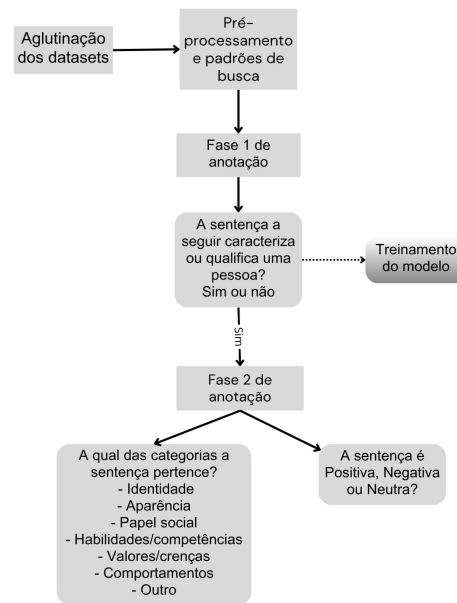 Aglutinação
dos datasets
Pré-
processamento
e padrões de
busca
Fase 1 de
anotação
A sentença a
seguir caracteriza
ou qualifica uma
pessoa?
Sim ou não
Treinamento
do modelo
Sim
Fase 2 de
anotação
A qual das categorias a
sentença pertence?
- Identidade
- Aparência
- Papel social
- Habilidades/competências
- Valores/crenças
- Comportamentos
- Outro
A sentença é
Positiva, Negativa
ou Neutra?